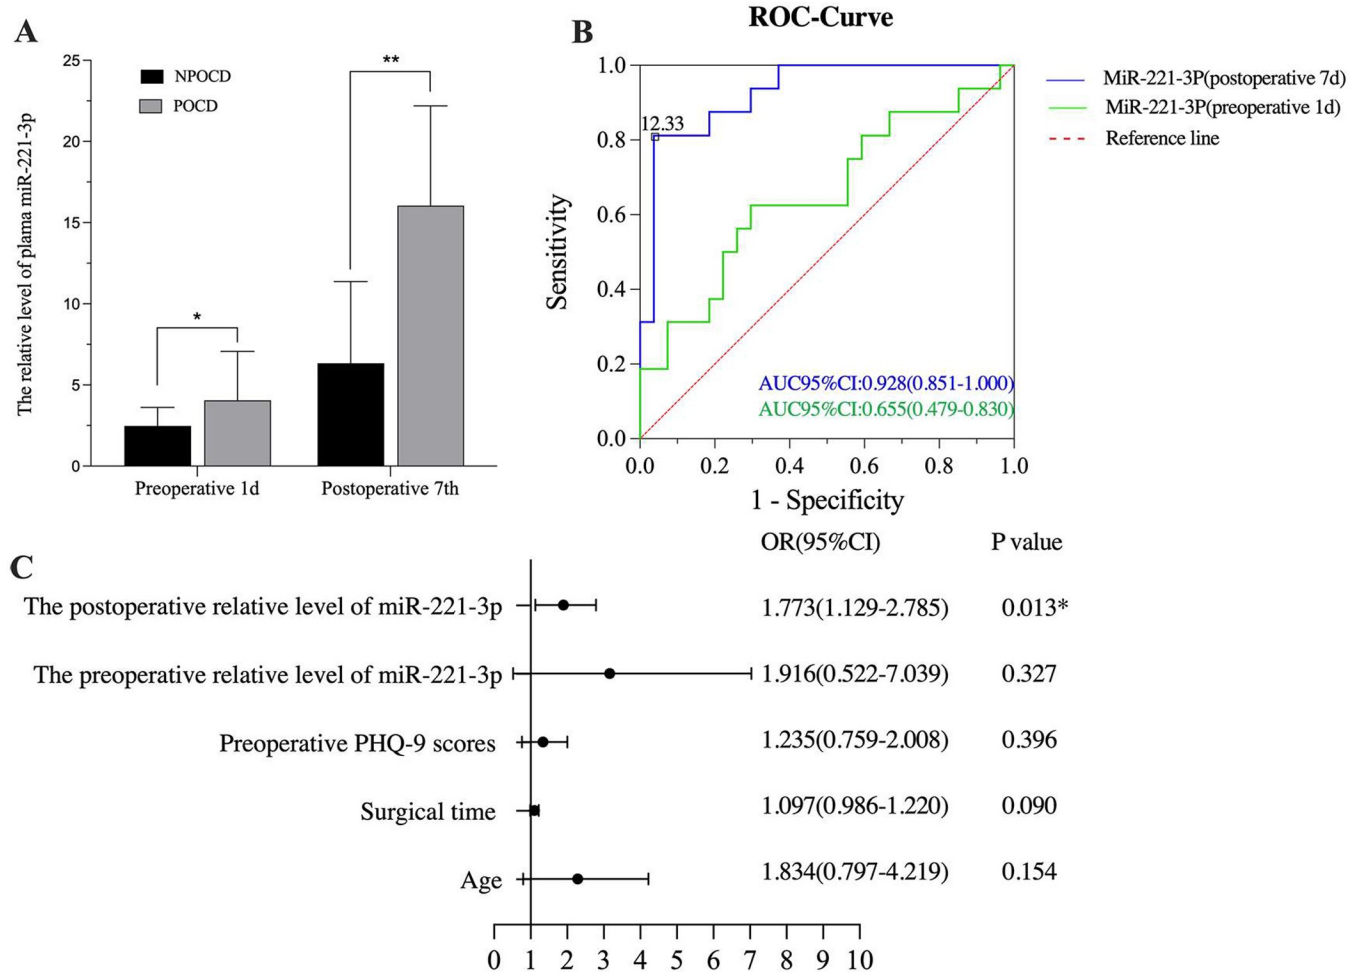 A
The relative level of plama miR-221-3p
25
20
15
10
5
0
NPOCD
POCD
*
**
Preoperative 1d
Postoperative 7th
B
ROC-Curve
Sensitivity
1.0
0.8
0.6
0.4
0.2
0.0
12.33
AUC95%CI:0.928(0.851-1.000)
AUC95%CI:0.655(0.479-0.830)
0.0 0.2 0.4 0.6 0.8 1.0
1 - Specificity
MiR-221-3P(postoperative 7d)
MiR-221-3P(preoperative 1d)
Reference line
C
OR(95%CI) P value
The postoperative relative level of miR-221-3p 1.773(1.129-2.785) 0.013*
The preoperative relative level of miR-221-3p 1.916(0.522-7.039) 0.327
Preoperative PHQ-9 scores 1.235(0.759-2.008) 0.396
Surgical time 1.097(0.986-1.220) 0.090
Age 1.834(0.797-4.219) 0.154
0 1 2 3 4 5 6 7 8 9 10